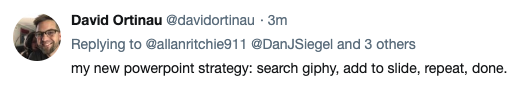 David Ortinau @davidortinau · 3m
Replying to @allanritchie911 @DanJSiegel and 3 others
my new powerpoint strategy: search giphy, add to slide, repeat, done.